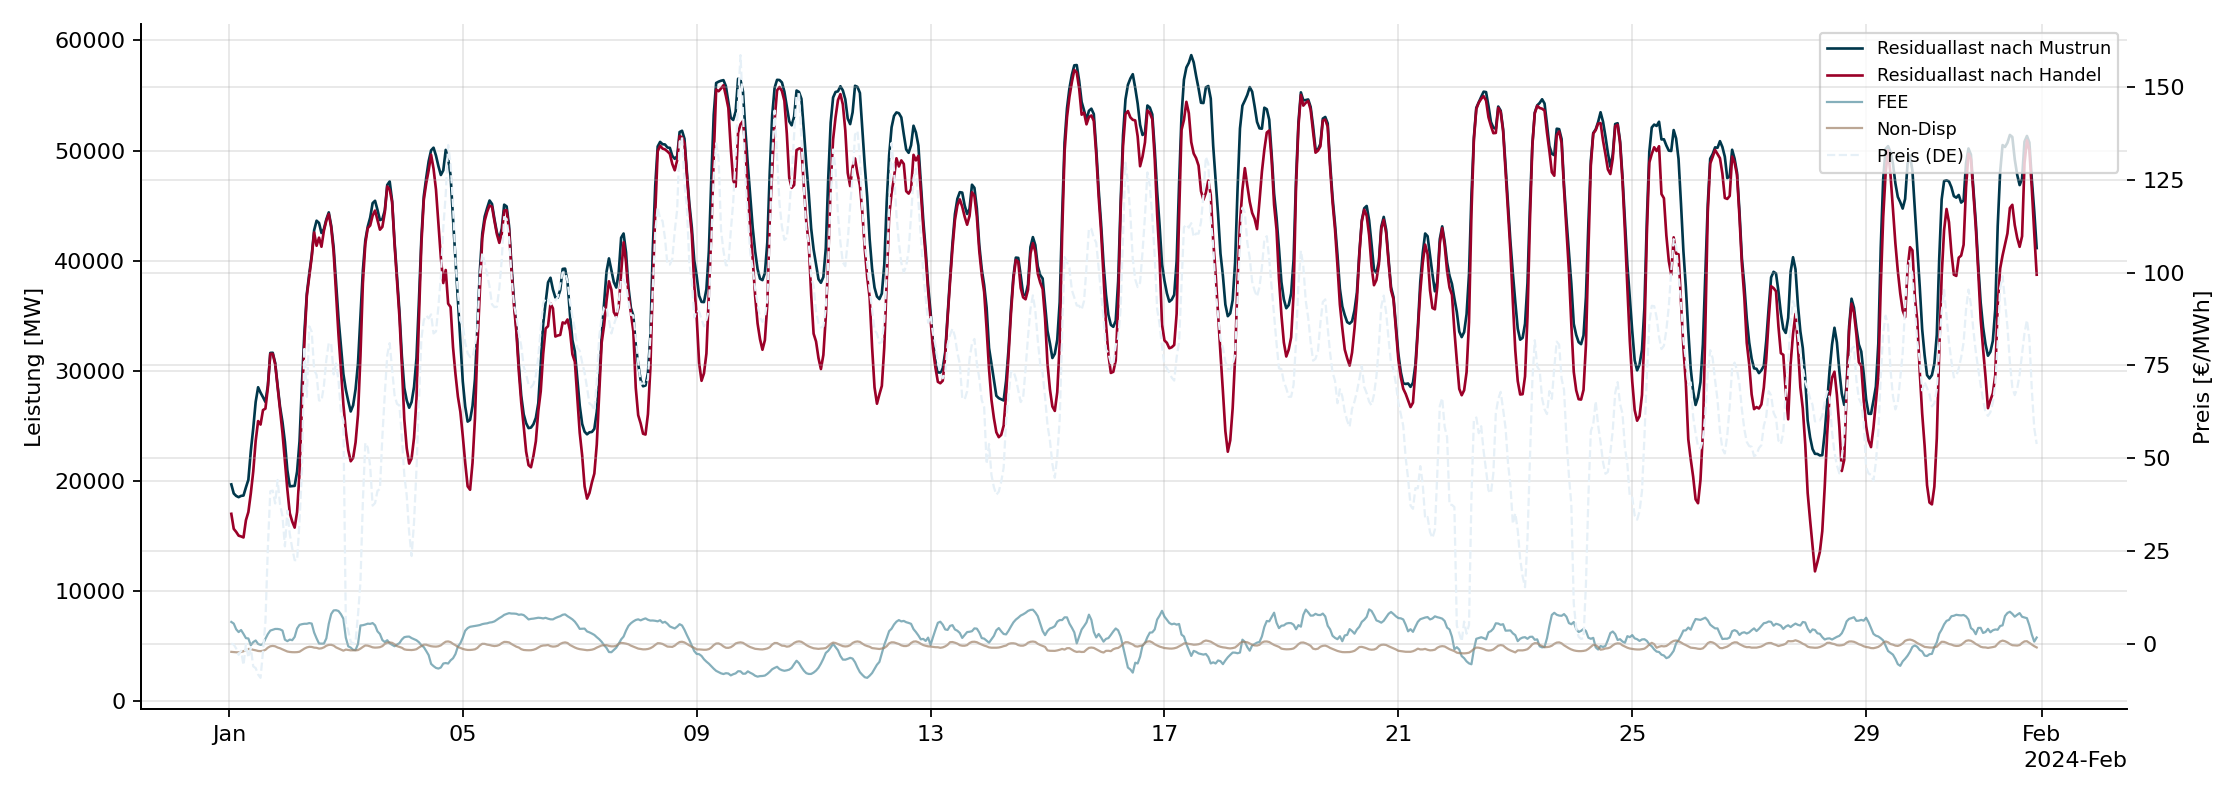 60000
50000
40000
30000
20000
10000
0
Leistung [MW]
150
125
100
75
50
25
0
Preis [€/MWh]
Residuallast nach Mustrun
Residuallast nach Handel
FEE
Non-Disp
Preis (DE)
Jan
05
09
13
17
21
25
29
Feb
2024-Feb